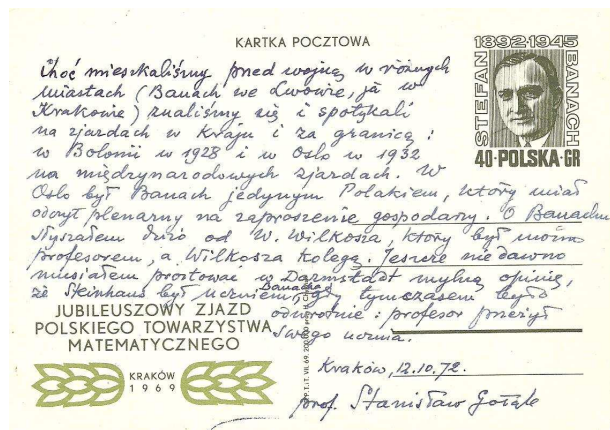 KARTKA POCZTOWA
STEFAN
1892-1945
BANACH
40·POLSKA·GR
Choć mieszkaliśmy przed wojną w różnych
miastach (Banach we Lwowie, ja w
Krakowie) znaliśmy się i spotykali
na zjazdach w kraju i za granicą:
w Bolonii w 1928 i w Oslo w 1932
na międzynarodowych zjazdach. W
Oslo był Banach jedynym Polakiem, który miał
odczyt plenarny na zaproszenie gospodarzy. O Banachu
słyszałem dużo od W. Wilkosza, który był moim
profesorem, a Wilkosza kolegą. Jeszcze niedawno
musiałem prostować w Darmstadt mylną opinię,
że Steinhaus był uczniem Banacha, gdy tymczasem było
odwrotnie i profesor przeżył
swego ucznia.
JUBILEUSZOWY ZJAZD
POLSKIEGO TOWARZYSTWA
MATEMATYCZNEGO
KRAKÓW
1969
Kraków, 12.10.72.
prof. Stanisław Gołąb